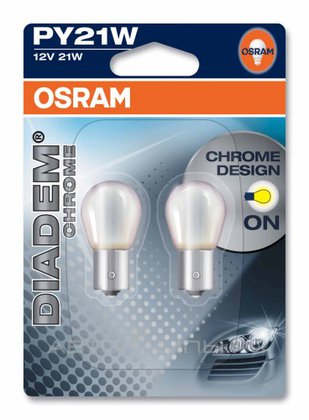 PY21W
12V 21W
OSRAM
OSRAM
DIADEM®
CHROME
CHROME
DESIGN
ON